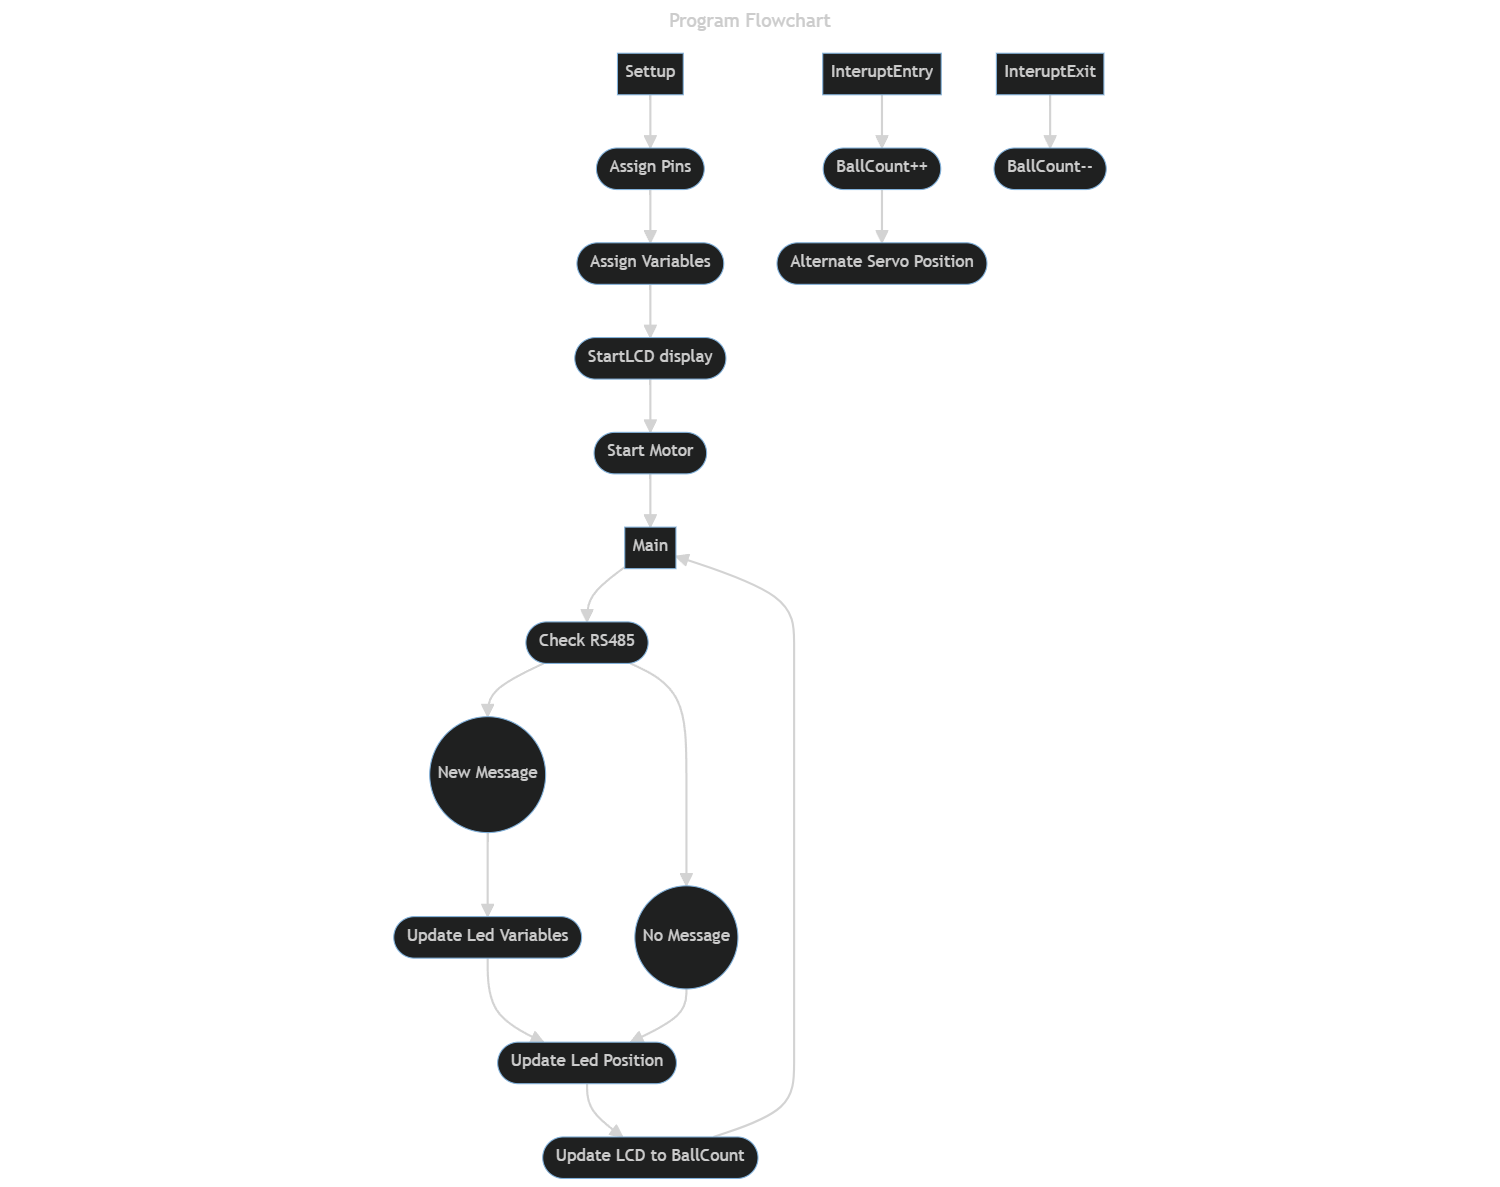 Program Flowchart
Settup
InteruptEntry
InteruptExit
Assign Pins
BallCount++
BallCount--
Assign Variables
Alternate Servo Position
StartLCD display
Start Motor
Main
Check RS485
New Message
Update Led Variables
No Message
Update Led Position
Update LCD to BallCount